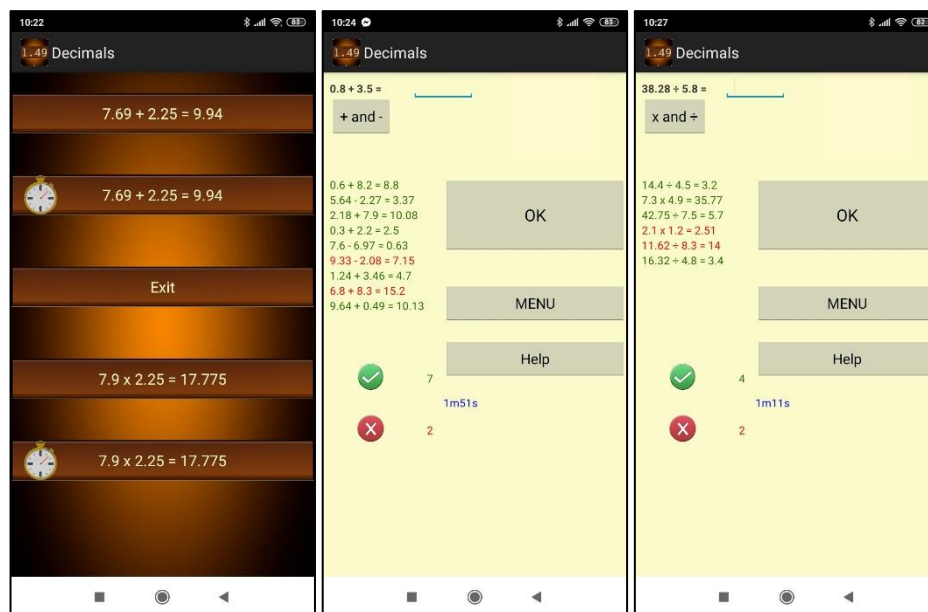 10:22
83
1.49 Decimals
7.69 + 2.25 = 9.94
7.69 + 2.25 = 9.94
Exit
7.9 x 2.25 = 17.775
7.9 x 2.25 = 17.775
10:24
83
1.49 Decimals
0.8 + 3.5 =
+ and -
0.6 + 8.2 = 8.8
5.64 - 2.27 = 3.37
2.18 + 7.9 = 10.08
0.3 + 2.2 = 2.5
7.6 - 6.97 = 0.63
9.33 - 2.08 = 7.15
1.24 + 3.46 = 4.7
6.8 + 8.3 = 15.2
9.64 + 0.49 = 10.13
OK
MENU
Help
7
1m51s
2
10:27
82
1.49 Decimals
38.28 ÷ 5.8 =
x and ÷
14.4 ÷ 4.5 = 3.2
7.3 x 4.9 = 35.77
42.75 ÷ 7.5 = 5.7
2.1 x 1.2 = 2.51
11.62 ÷ 8.3 = 14
16.32 ÷ 4.8 = 3.4
OK
MENU
Help
4
1m11s
2